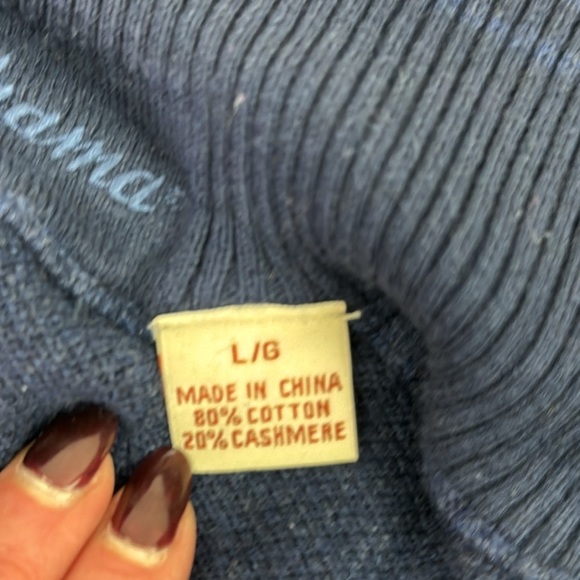 L/G
MADE IN CHINA
80% COTTON
20% CASHMERE